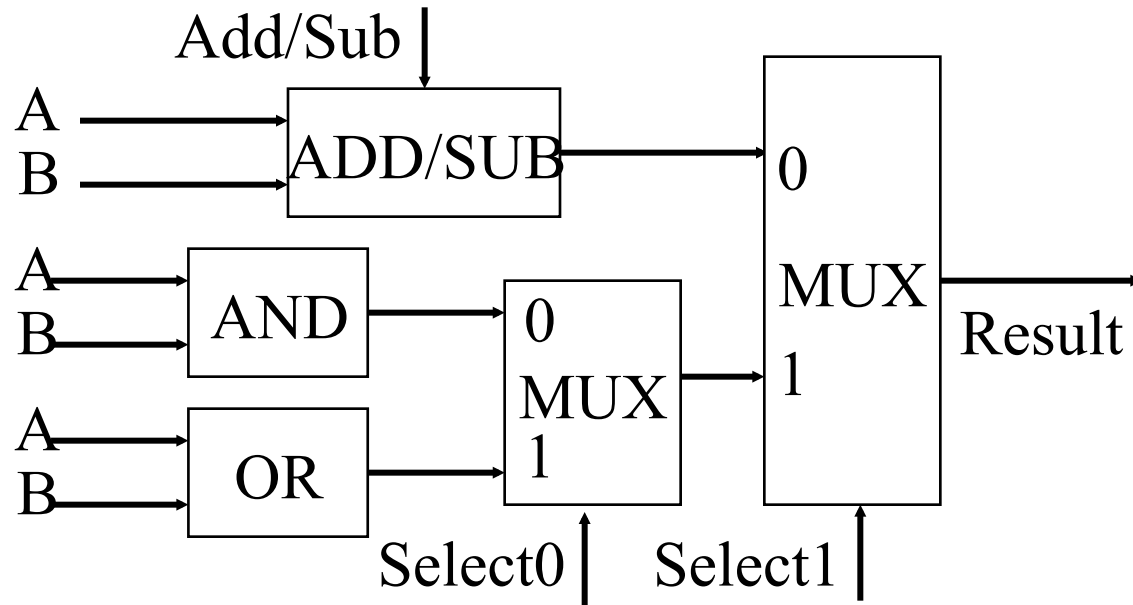 Add/Sub
A
B
ADD/SUB
0
A
B
AND
0
MUX
1
MUX
1
Result
A
B
OR
Select0
Select1